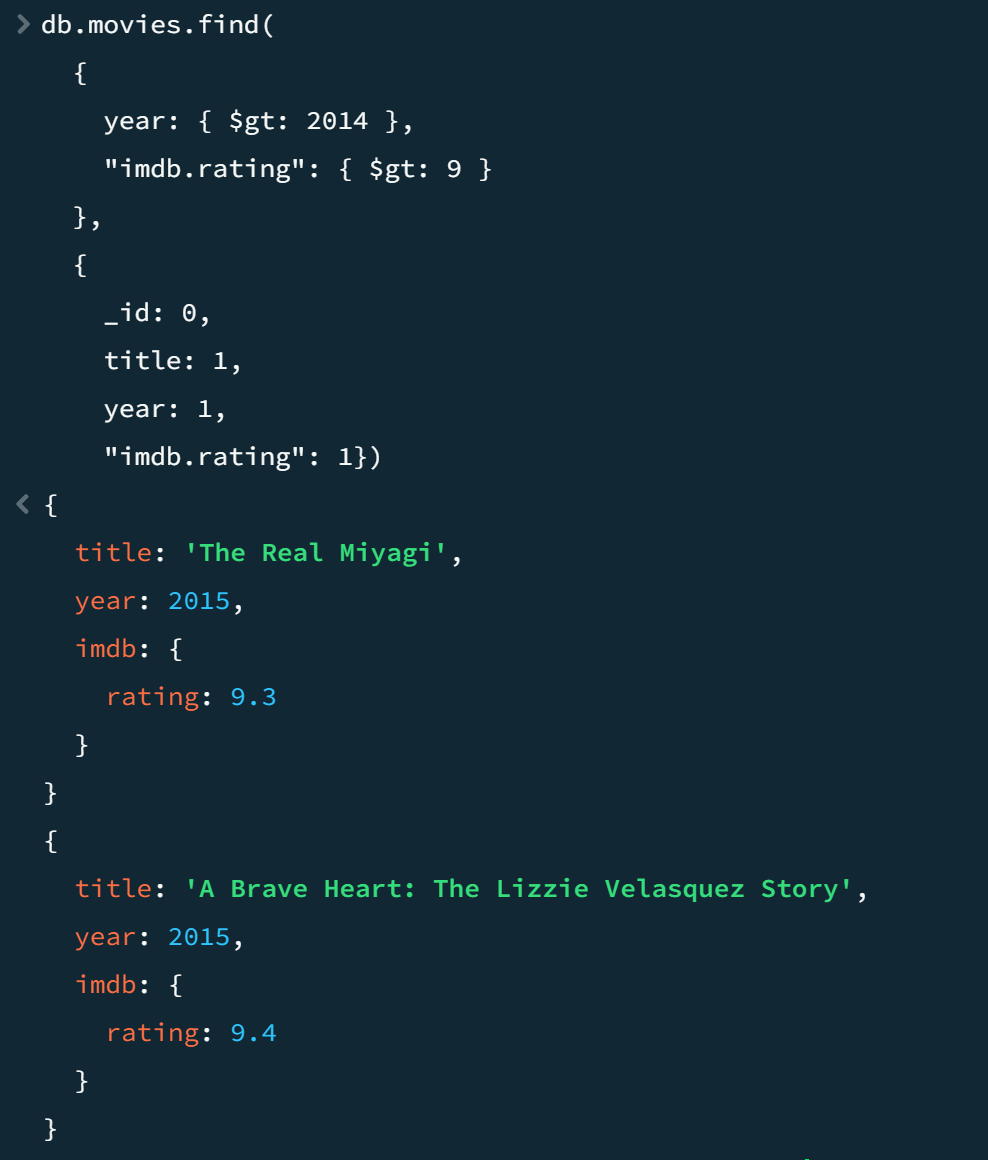 > db.movies.find(
{
year: { $gt: 2014 },
"imdb.rating": { $gt: 9 }
},
{
_id: 0,
title: 1,
year: 1,
"imdb.rating": 1})
< {
title: 'The Real Miyagi',
year: 2015,
imdb: {
rating: 9.3
}
}
{
title: 'A Brave Heart: The Lizzie Velasquez Story',
year: 2015,
imdb: {
rating: 9.4
}
}